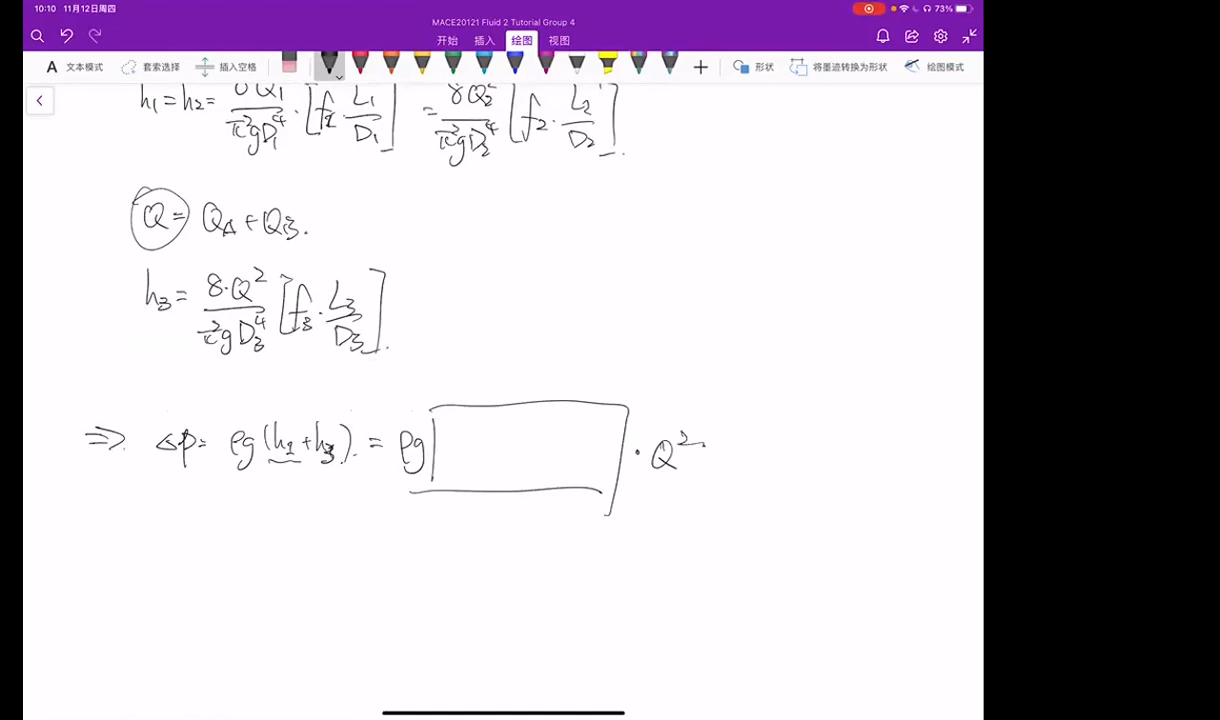 10:10 11月12日周四 73%
MACE20121 Fluid 2 Tutorial Group 4
开始 插入 绘图 视图
文本模式 套索选择 插入空格 形状 将墨迹转换为形状 绘图模式
h₁ = h₂ = 8Q₁ / π²gD₁⁴ · [f₁ · L₁/D₁] = 8Q₂² / π²gD₂⁴ [f₂ · L₂/D₂].
Q = Q_A + Q_B.
h₃ = 8·Q² / π²gD₃⁴ [f₃ · L₃/D₃].
⇒ Δp = ρg(h₁ + h₃). = ρg[ ] · Q²